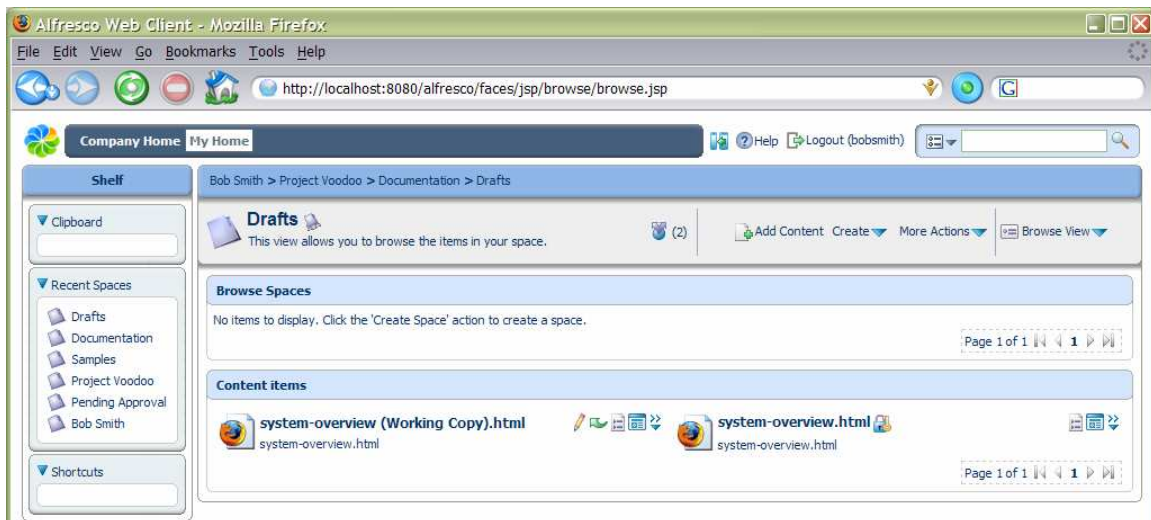 Alfresco Web Client - Mozilla Firefox
File Edit View Go Bookmarks Tools Help
http://localhost:8080/alfresco/faces/jsp/browse/browse.jsp
G
Company Home My Home Help Logout (bobsmith)
Shelf
Bob Smith > Project Voodoo > Documentation > Drafts
Clipboard
Drafts
This view allows you to browse the items in your space.
(2) Add Content Create More Actions Browse View
Recent Spaces
Drafts
Documentation
Samples
Project Voodoo
Pending Approval
Bob Smith
Shortcuts
Browse Spaces
No items to display. Click the 'Create Space' action to create a space.
Page 1 of 1 1
Content items
system-overview (Working Copy).html
system-overview.html
system-overview.html
system-overview.html
Page 1 of 1 1